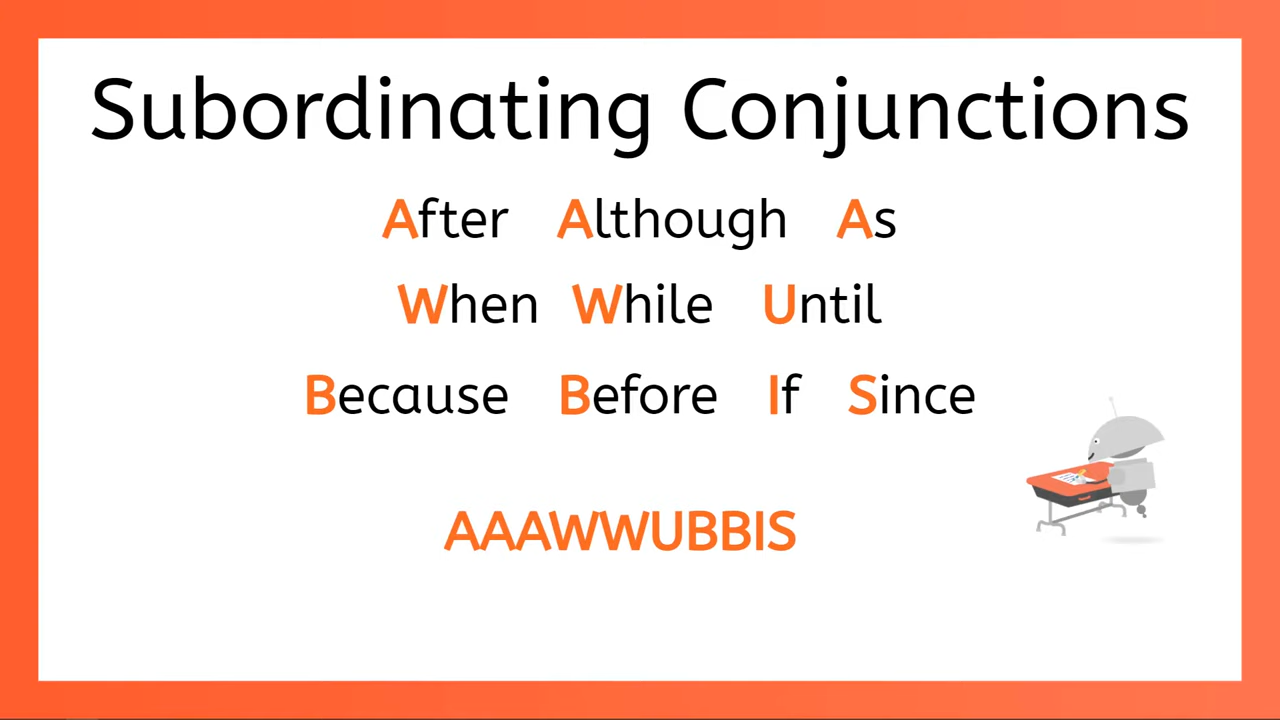 Subordinating Conjunctions
After Although As
When While Until
Because Before If Since
AAAWWUBBIS